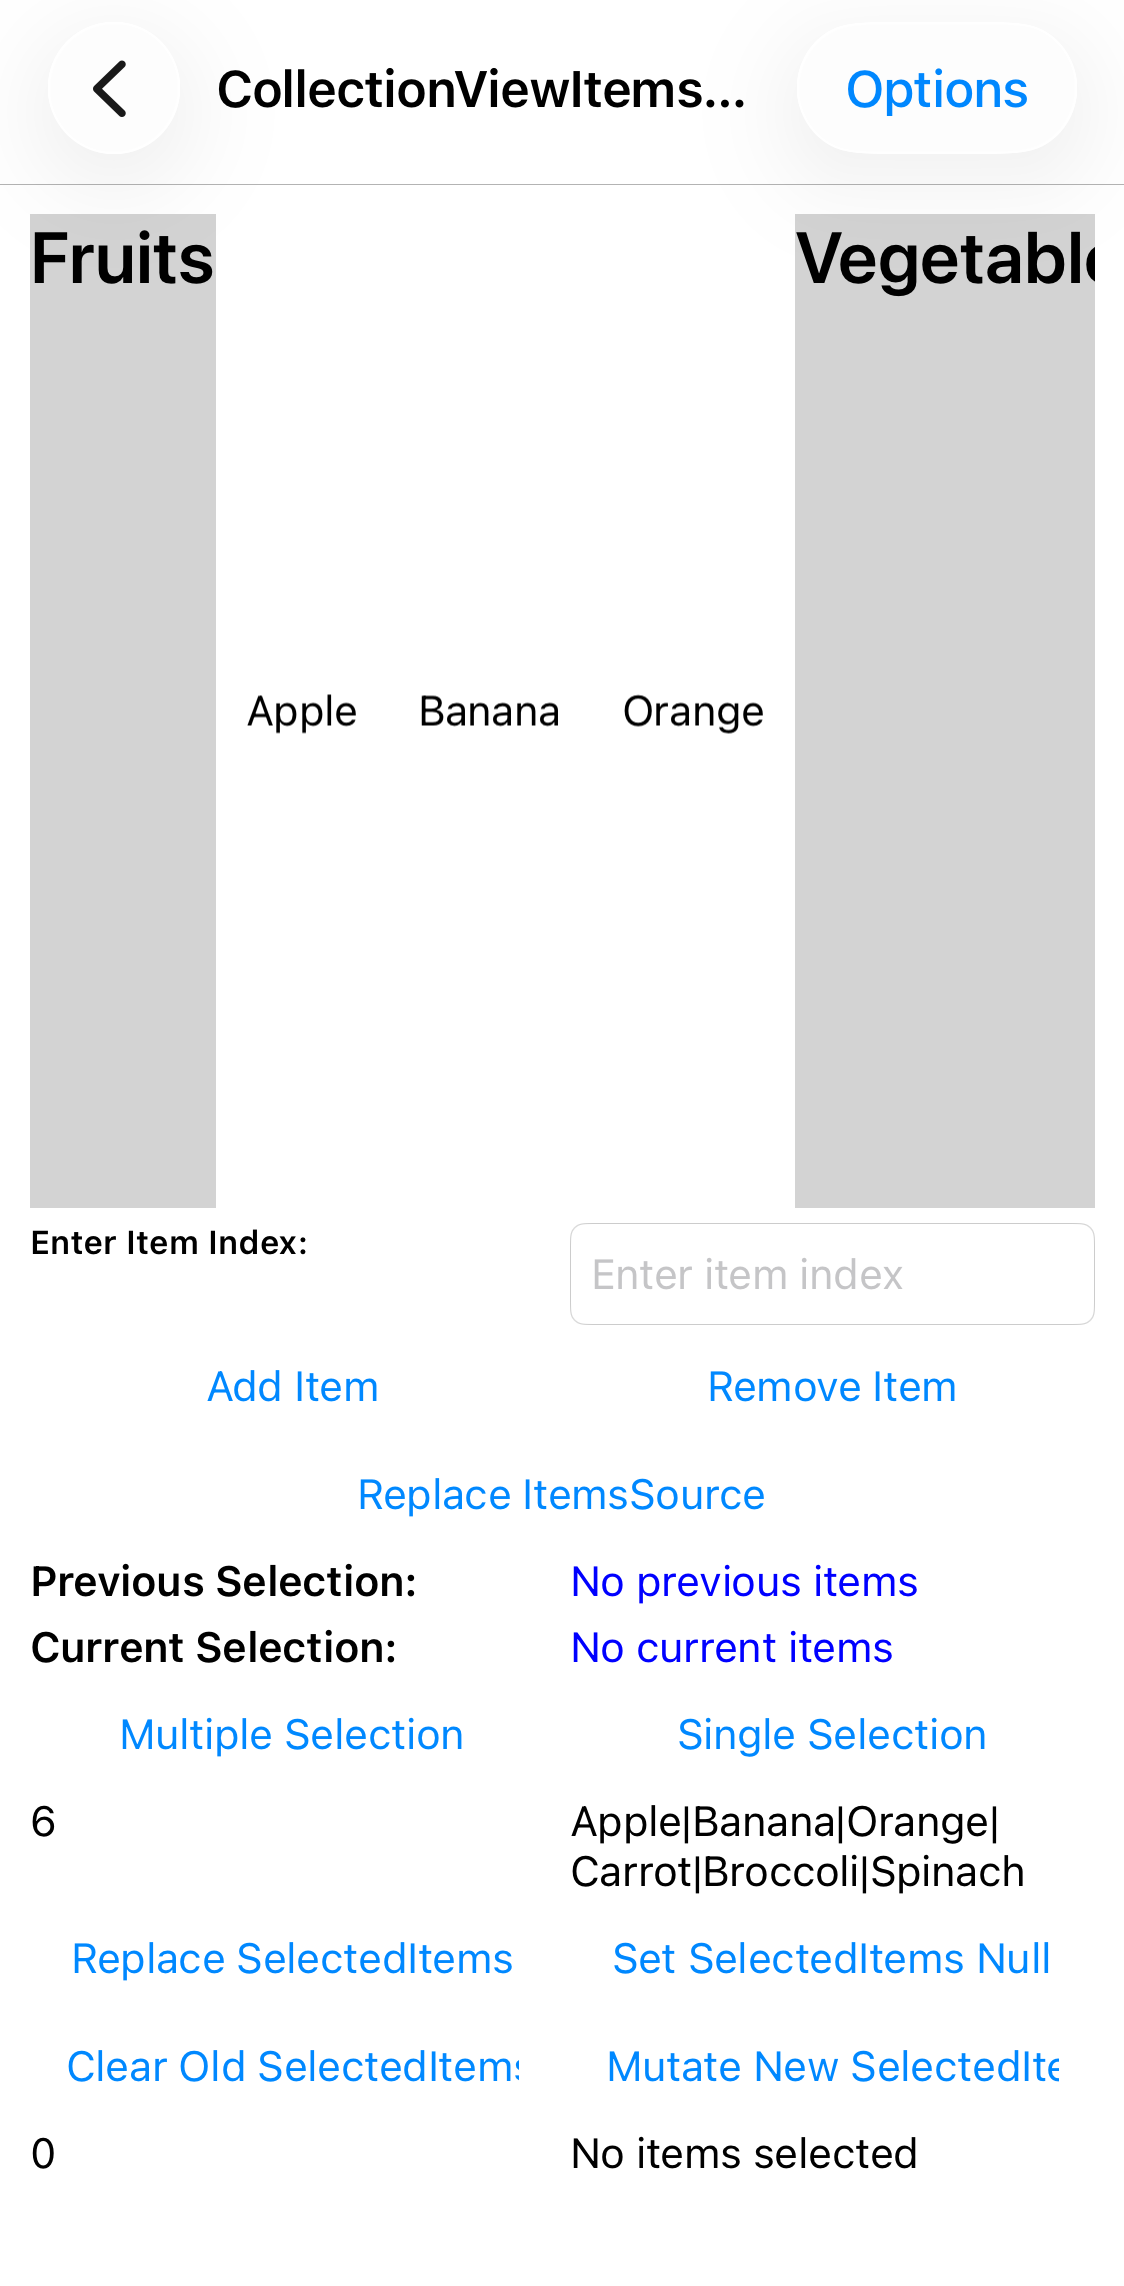 CollectionViewItems...
Options
Fruits
Vegetable
Apple
Banana
Orange
Enter Item Index:
Enter item index
Add Item
Remove Item
Replace ItemsSource
Previous Selection:
No previous items
Current Selection:
No current items
Multiple Selection
Single Selection
6
Apple|Banana|Orange|
Carrot|Broccoli|Spinach
Replace SelectedItems
Set SelectedItems Null
Clear Old SelectedItems
Mutate New SelectedIte
0
No items selected